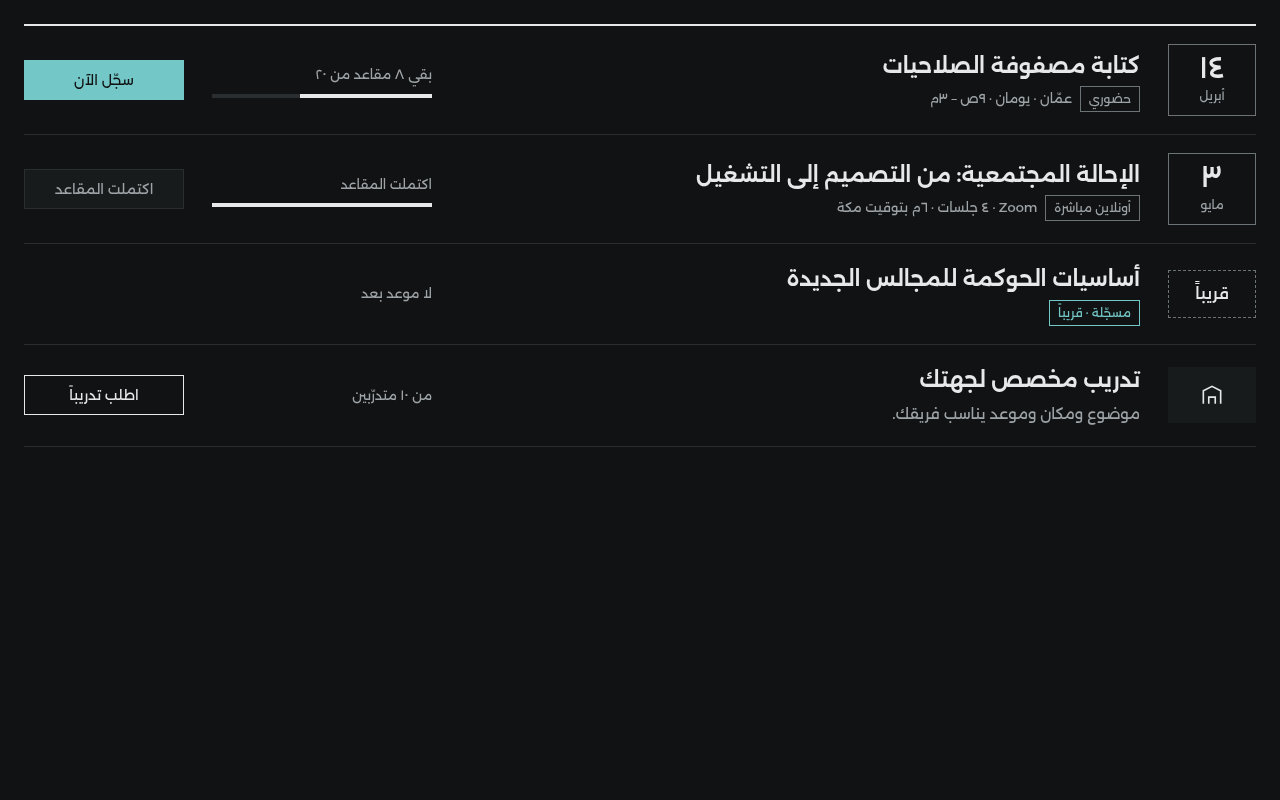 ١٤
أبريل
كتابة مصفوفة الصلاحيات
حضوري
عمّان · يومان · ٩ص – ٣م
بقي ٨ مقاعد من ٢٠
سجّل الآن
٣
مايو
الإحالة المجتمعية: من التصميم إلى التشغيل
أونلاين مباشرة
Zoom · ٤ جلسات · ٦م بتوقيت مكة
اكتملت المقاعد
اكتملت المقاعد
قريباً
أساسيات الحوكمة للمجالس الجديدة
مسجّلة · قريباً
لا موعد بعد
تدريب مخصص لجهتك
موضوع ومكان وموعد يناسب فريقك.
من ١٠ متدرّبين
اطلب تدريباً